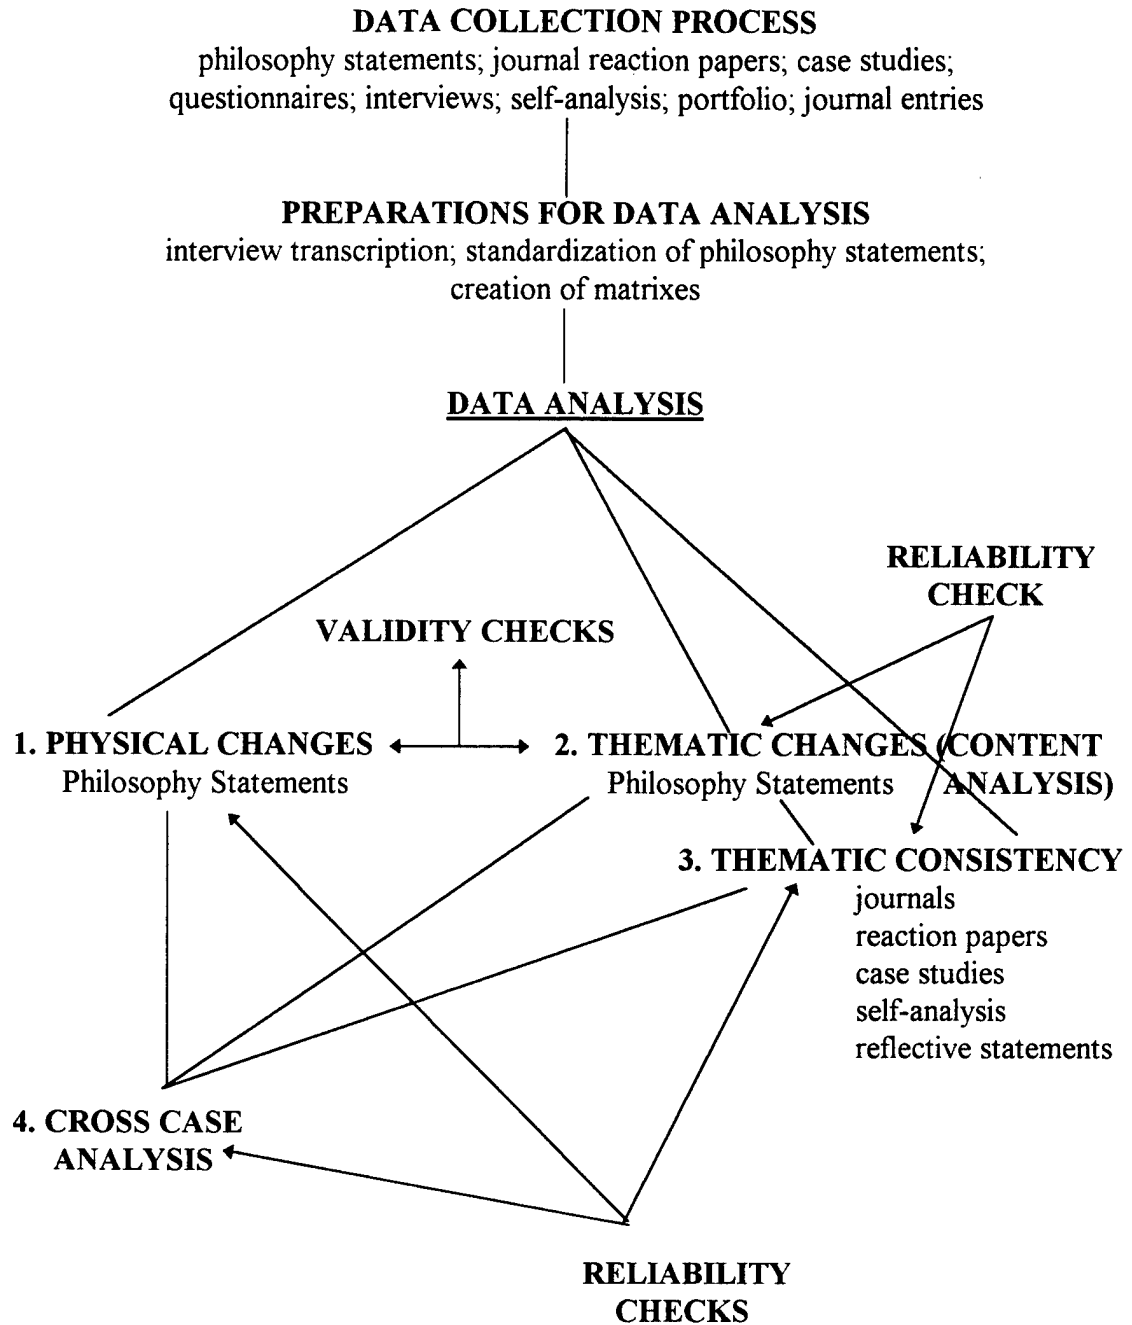 DATA COLLECTION PROCESS
philosophy statements; journal reaction papers; case studies;
questionnaires; interviews; self-analysis; portfolio; journal entries
PREPARATIONS FOR DATA ANALYSIS
interview transcription; standardization of philosophy statements;
creation of matrixes
DATA ANALYSIS
RELIABILITY
CHECK
VALIDITY CHECKS
1. PHYSICAL CHANGES
Philosophy Statements
2. THEMATIC CHANGES (CONTENT
Philosophy Statements ANALYSIS)
3. THEMATIC CONSISTENCY
journals
reaction papers
case studies
self-analysis
reflective statements
4. CROSS CASE
ANALYSIS
RELIABILITY
CHECKS